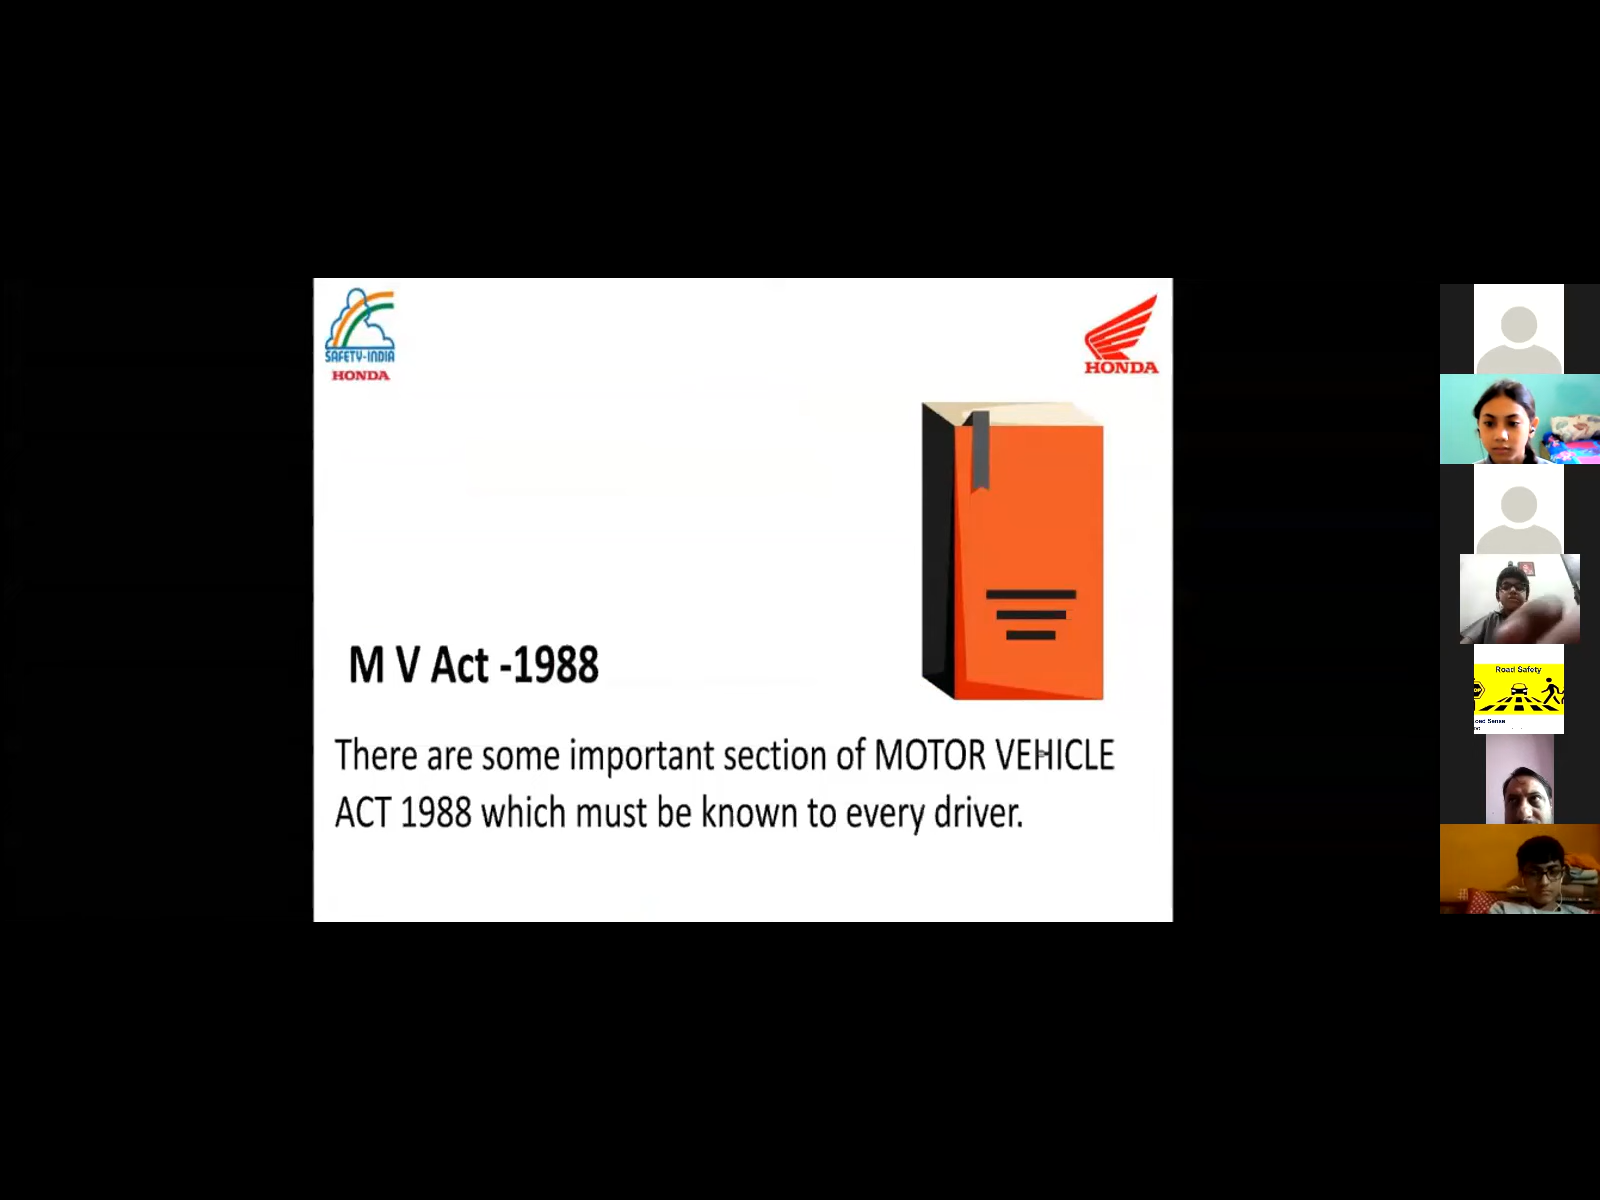 SAFETY-INDIA
HONDA
HONDA
M V Act -1988
There are some important section of MOTOR VEHICLE
ACT 1988 which must be known to every driver.
Road Safety